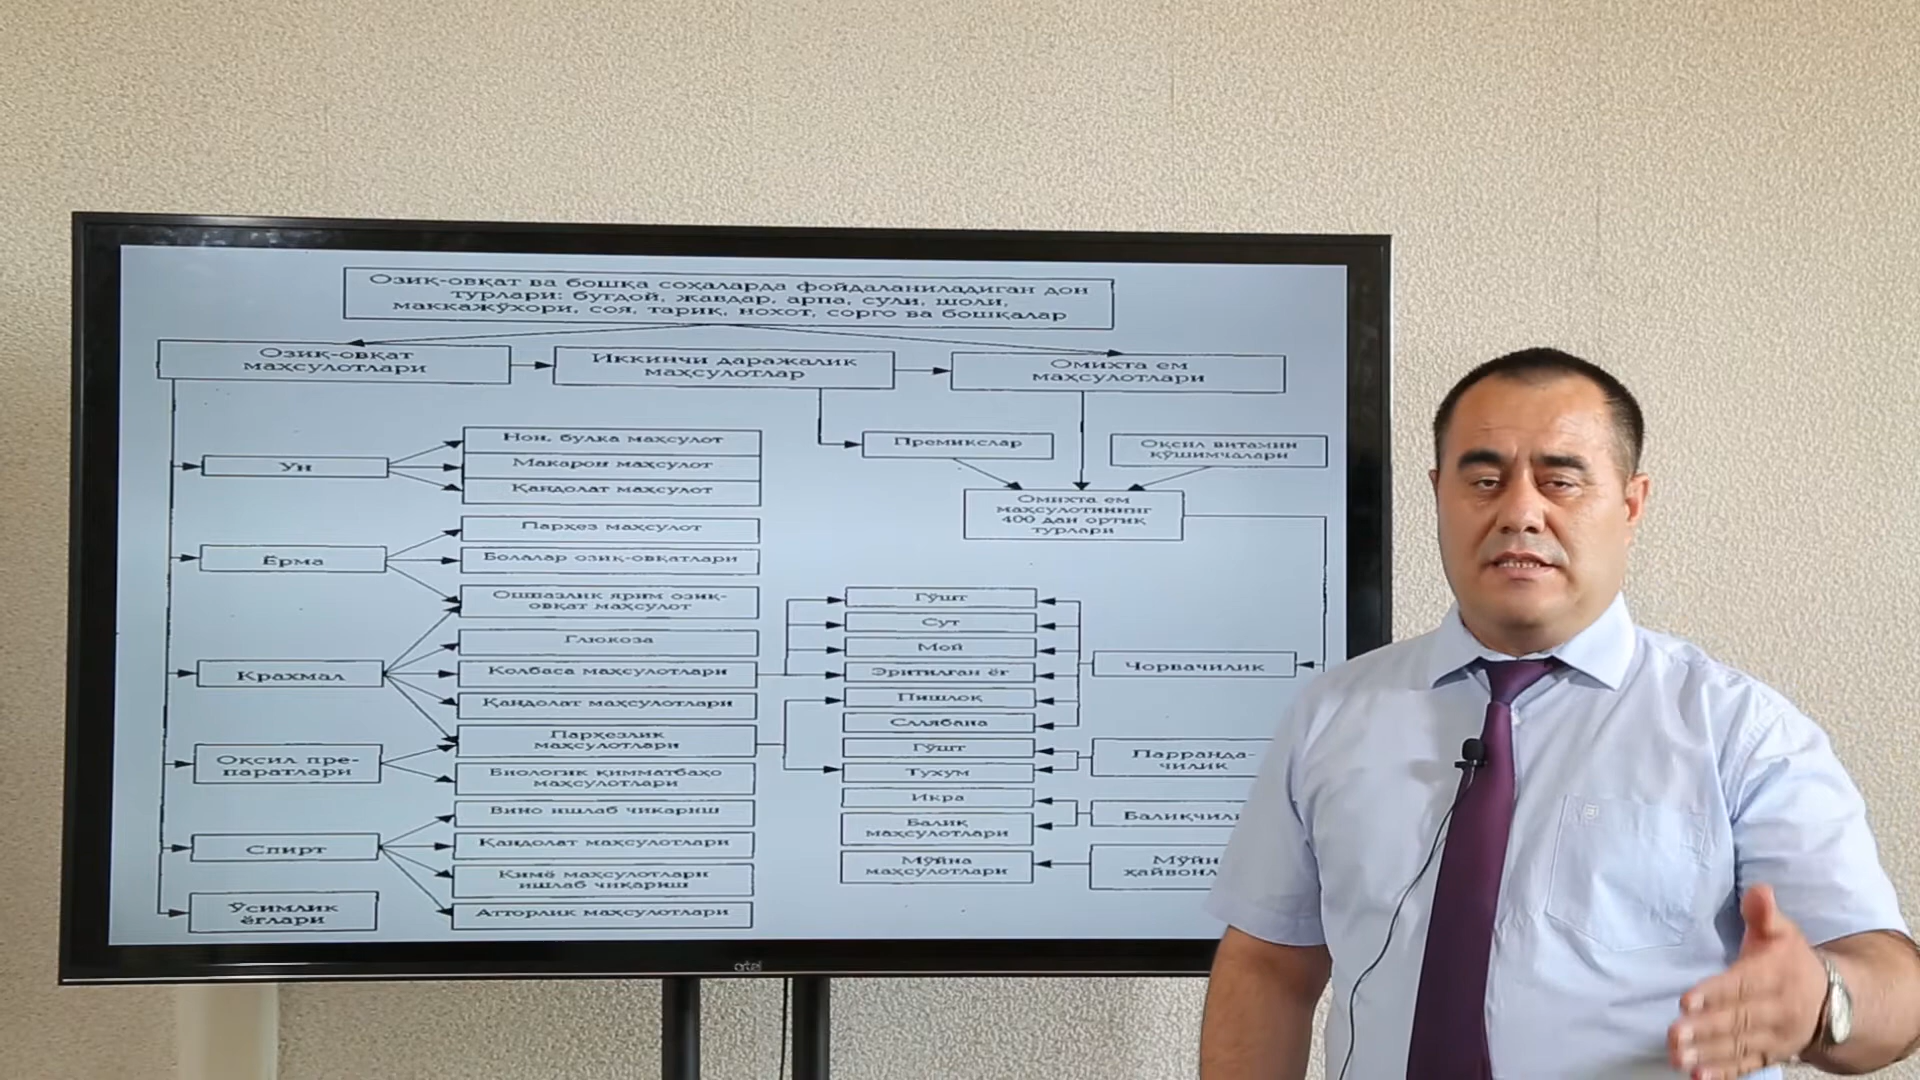 Озиқ-овқат ва бошқа соҳаларда фойдаланиладиган дон
турлари: буғдой, жавдар, арпа, сули, шоли,
маккажўхори, соя, тариқ, нохот, сорго ва бошқалар
Озиқ-овқат
маҳсулотлари
Иккинчи даражалик
маҳсулотлар
Омихта ем
маҳсулотлари
Премикслар
Оқсил витамин
қўшимчалари
Омихта ем
маҳсулотининг
400 дан ортиқ
турлари
Ун
Нон, булка маҳсулот
Макарон маҳсулот
Қандолат маҳсулот
Ёрма
Парҳез маҳсулот
Болалар озиқ-овқатлари
Ошпазлик ярим озиқ-
овқат маҳсулот
Крахмал
Глюкоза
Колбаса маҳсулотлари
Қандолат маҳсулотлари
Парҳезлик
маҳсулотлари
Оқсил пре-
паратлари
Биологик қимматбаҳо
маҳсулотлари
Спирт
Вино ишлаб чиқариш
Қандолат маҳсулотлари
Кимё маҳсулотлари
ишлаб чиқариш
Атторлик маҳсулотлари
Ўсимлик
ёғлари
Гўшт
Сут
Мой
Эритилган ёғ
Пишлоқ
Гўшт
Тухум
Икра
Балиқ
маҳсулотлари
Мўйна
маҳсулотлари
Чорвачилик
Парранда-
чилик
Балиқчили
Мўйн
ҳайвонл
artel